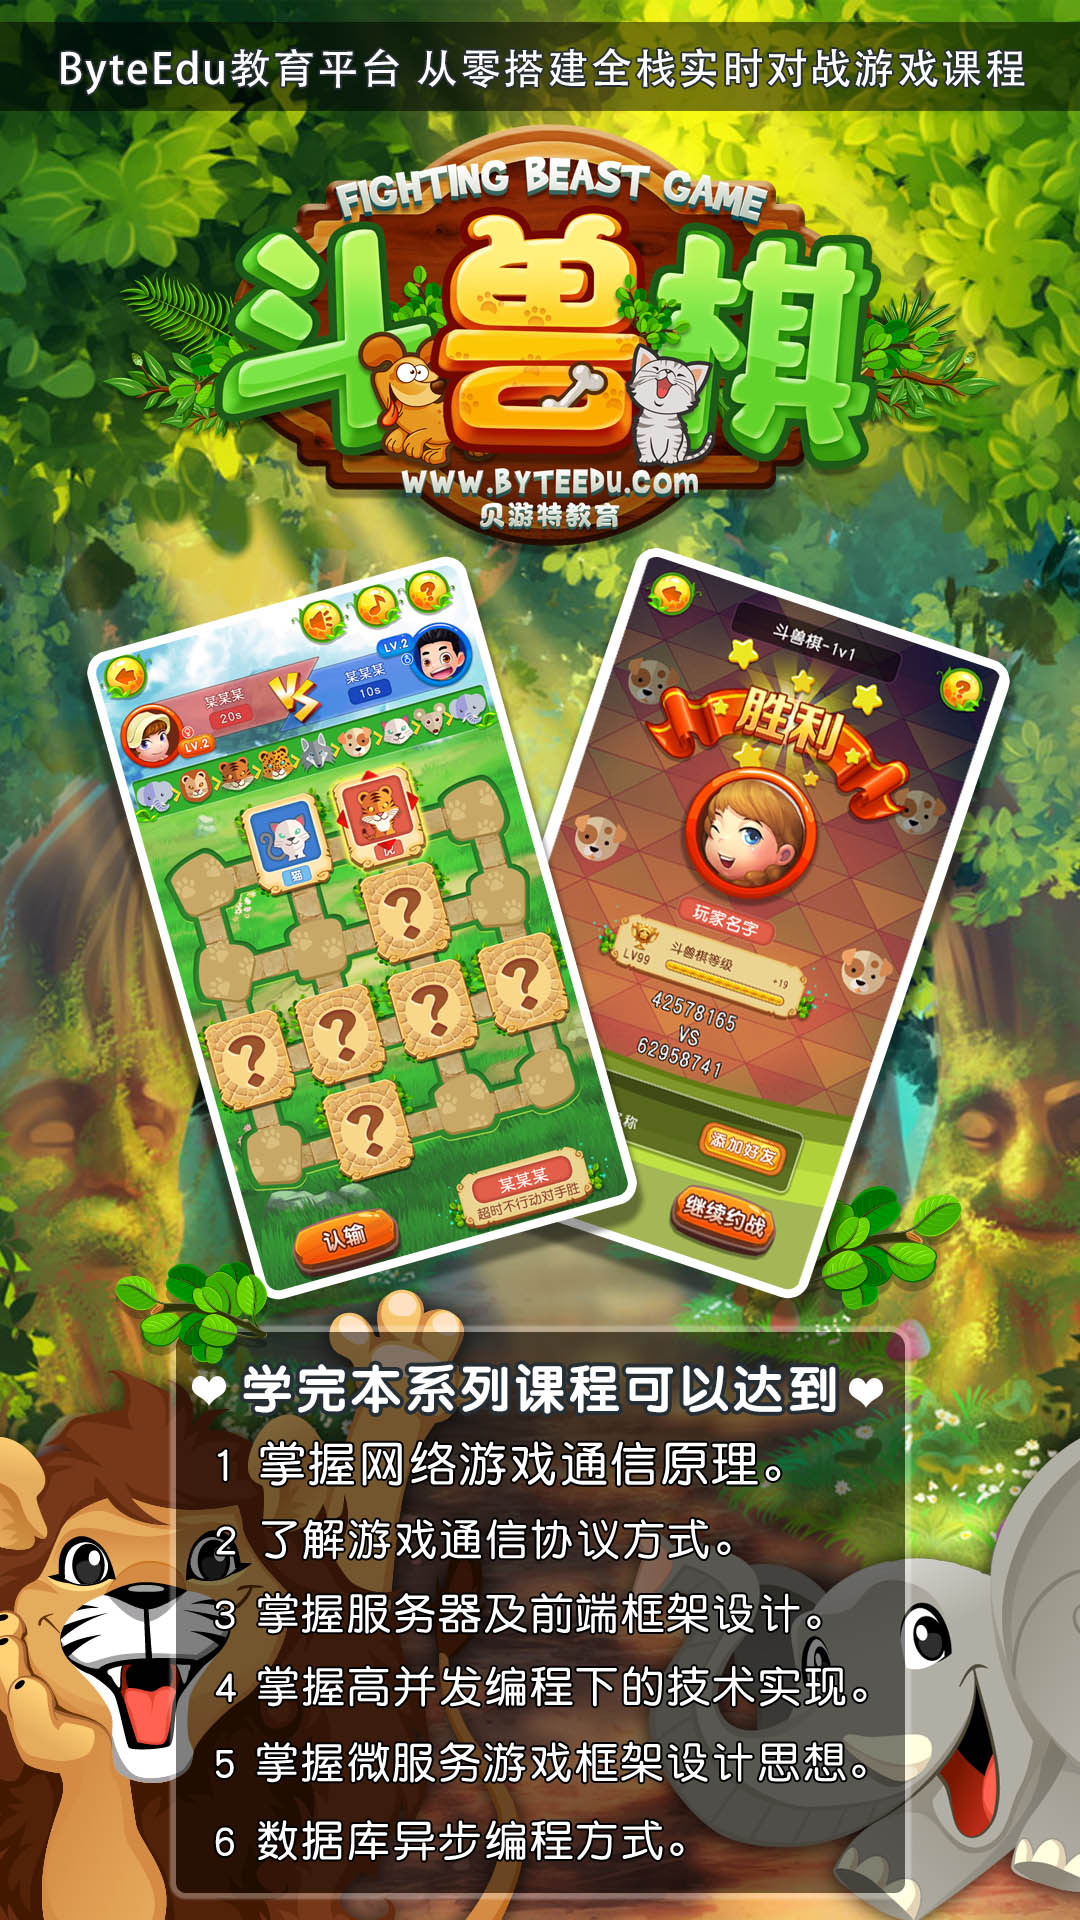 ByteEdu教育平台 从零搭建全栈实时对战游戏课程
FIGHTING BEAST GAME
斗兽棋
WWW.BYTEEDU.COM
贝游特教育
LV.2
某某某
10s
VS
某某某
20s
LV.2
猫
虎
?
?
?
?
?
?
某某某
超时不行动对手胜
认输
斗兽棋-1v1
胜利
玩家名字
LV99
斗兽棋等级
+19
42578165
VS
62958741
称
添加好友
继续约战
❤学完本系列课程可以达到❤
1 掌握网络游戏通信原理。
2 了解游戏通信协议方式。
3 掌握服务器及前端框架设计。
4 掌握高并发编程下的技术实现。
5 掌握微服务游戏框架设计思想。
6 数据库异步编程方式。